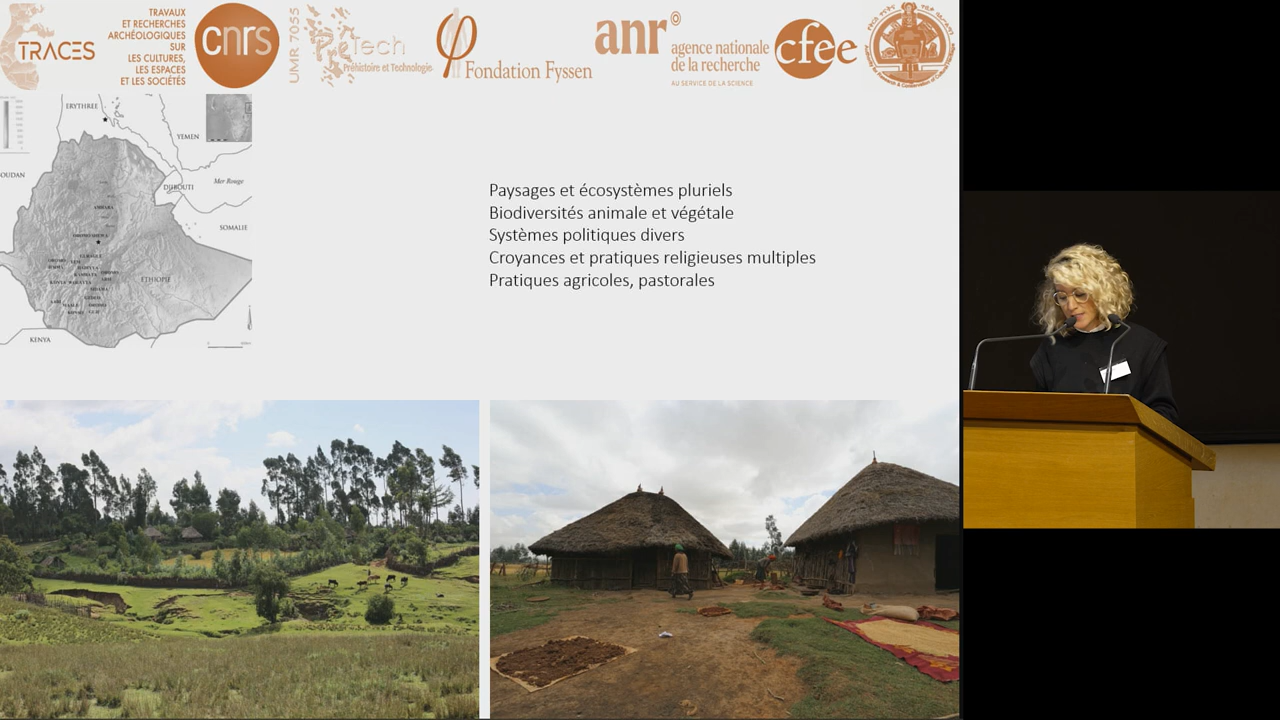 TRACES
TRAVAUX
ET RECHERCHES
ARCHÉOLOGIQUES
SUR
LES CULTURES,
LES ESPACES
ET LES SOCIÉTÉS
cnrs
UMR 7055
PreTech
Préhistoire et Technologie
Fondation Fyssen
anr
agence nationale
de la recherche
AU SERVICE DE LA SCIENCE
cfee
ERYTHREE
YEMEN
OUDAN
DJIBOUTI
Mer Rouge
SOMALIE
ETHIOPIE
KENYA
Paysages et écosystèmes pluriels
Biodiversités animale et végétale
Systèmes politiques divers
Croyances et pratiques religieuses multiples
Pratiques agricoles, pastorales